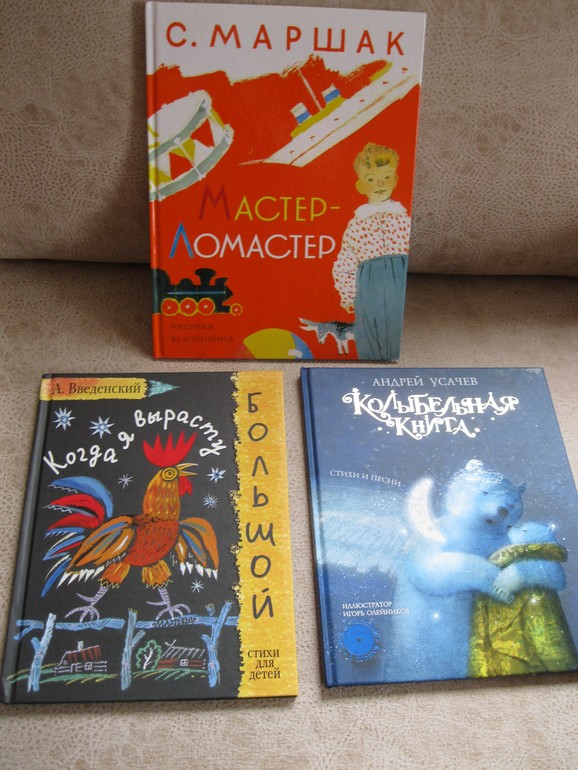 С. МАРШАК
МАСТЕР-
ЛОМАСТЕР
РИСУНКИ
Ю. КОРОВИНА
А. Введенский
Когда я вырасту
БОЛЬШОЙ
СТИХИ ДЛЯ
ДЕТЕЙ
АНДРЕЙ УСАЧЕВ
КОЛЫБЕЛЬНАЯ
КНИГА
СТИХИ И ПЕСНИ
ИЛЛЮСТРАТОР
ИГОРЬ ОЛЕЙНИКОВ